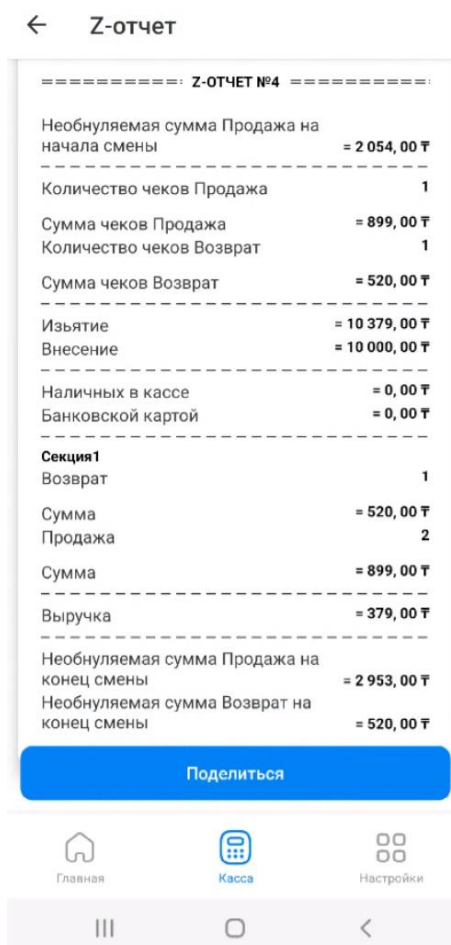 Z-отчет
==========: Z-ОТЧЕТ №4 ==========:
Необнуляемая сумма Продажа на
начала смены = 2 054, 00 ₸
Количество чеков Продажа 1
Сумма чеков Продажа = 899, 00 ₸
Количество чеков Возврат 1
Сумма чеков Возврат = 520, 00 ₸
Изьятие = 10 379, 00 ₸
Внесение = 10 000, 00 ₸
Наличных в кассе = 0, 00 ₸
Банковской картой = 0, 00 ₸
Секция1
Возврат 1
Сумма = 520, 00 ₸
Продажа 2
Сумма = 899, 00 ₸
Выручка = 379, 00 ₸
Необнуляемая сумма Продажа на
конец смены = 2 953, 00 ₸
Необнуляемая сумма Возврат на
конец смены = 520, 00 ₸
Поделиться
Главная Касса Настройки